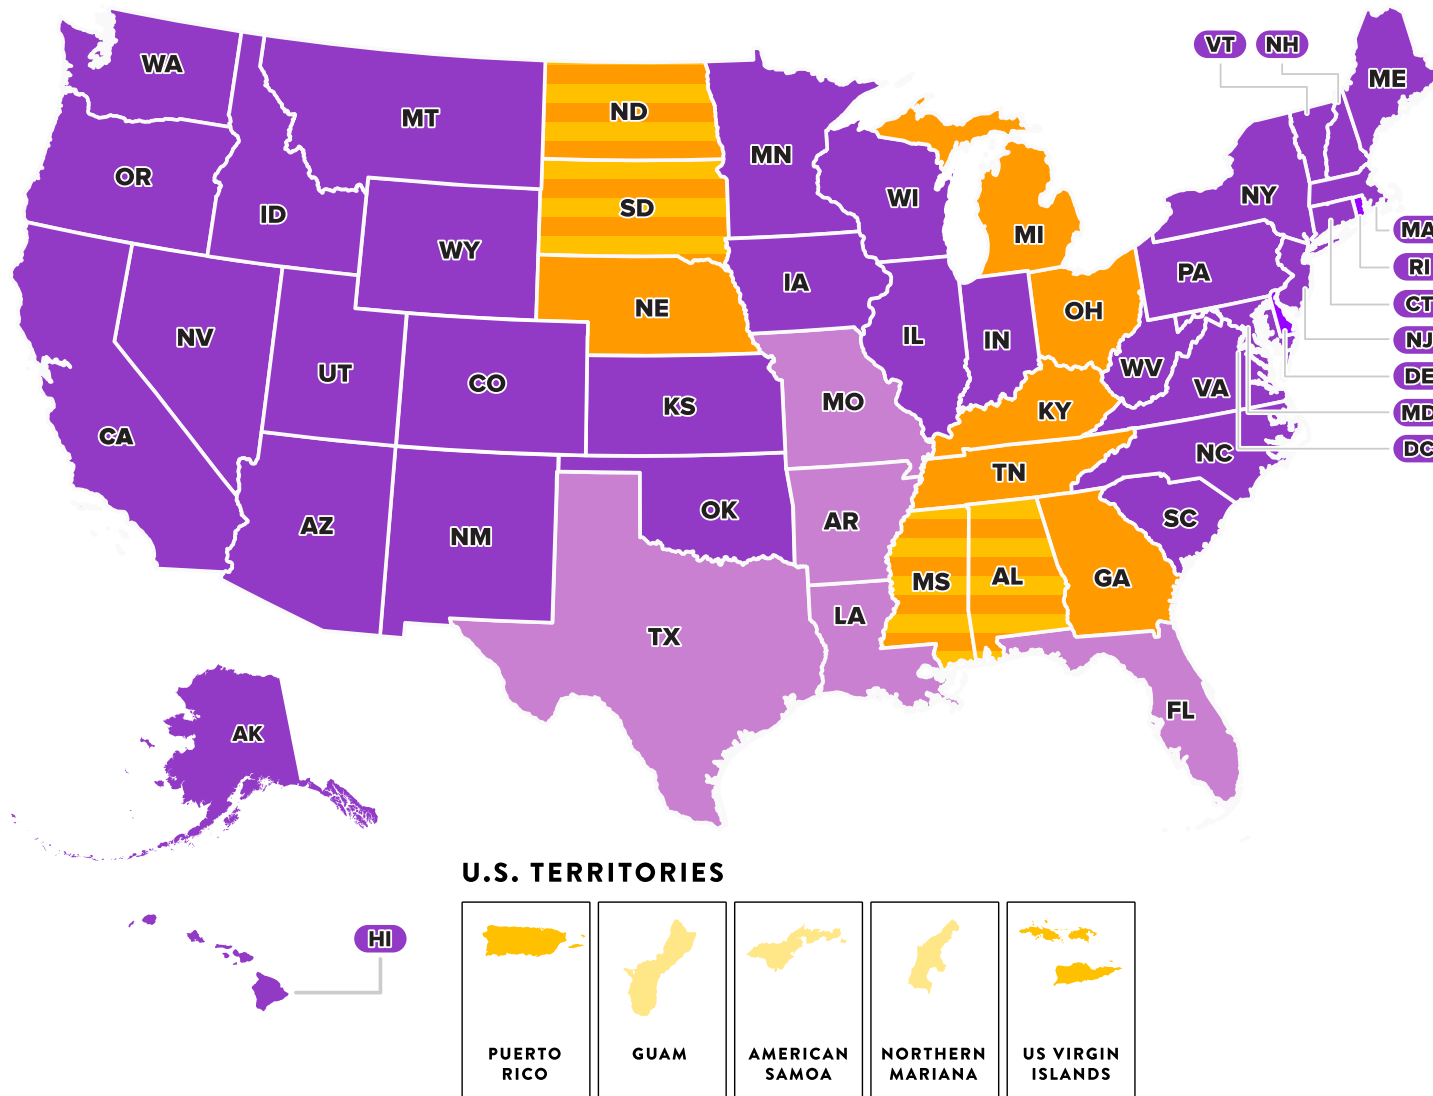 VT
NH
WA
ME
MT
ND
MN
OR
WI
NY
SD
ID
MI
MA
WY
PA
RI
IA
CT
NE
OH
NV
IL
IN
NJ
UT
WV
DE
CO
VA
MO
KS
KY
MD
CA
DC
NC
TN
OK
SC
AR
AZ
NM
AL
GA
MS
LA
TX
FL
AK
U.S. TERRITORIES
HI
PUERTO
RICO
GUAM
AMERICAN
SAMOA
NORTHERN
MARIANA
US VIRGIN
ISLANDS